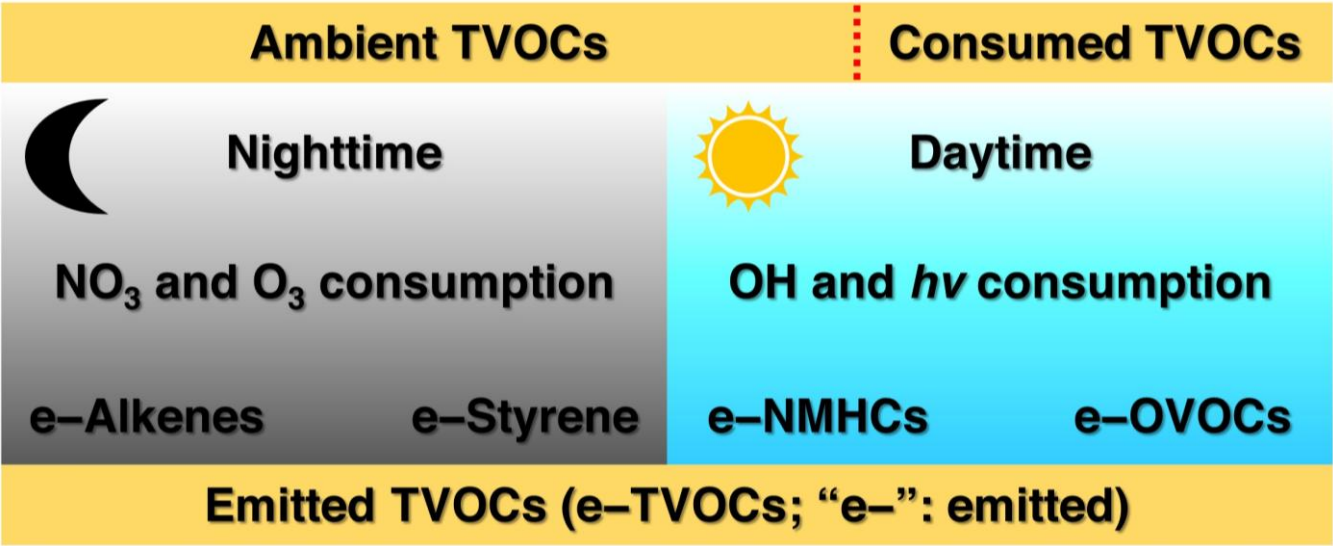 Ambient TVOCs
Consumed TVOCs
Nighttime
Daytime
NO₃ and O₃ consumption
OH and hv consumption
e–Alkenes
e–Styrene
e–NMHCs
e–OVOCs
Emitted TVOCs (e–TVOCs; “e–”: emitted)